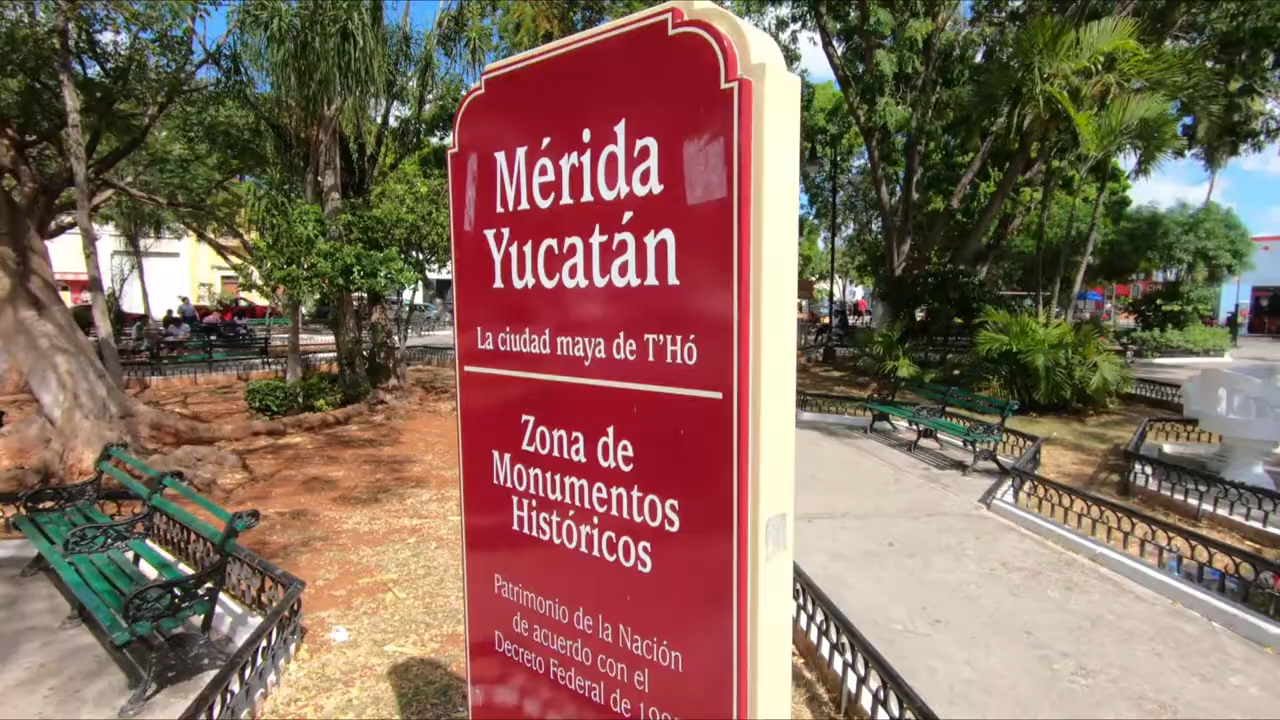 Mérida
Yucatán
La ciudad maya de T'Hó
Zona de
Monumentos
Históricos
Patrimonio de la Nación
de acuerdo con el
Decreto Federal de